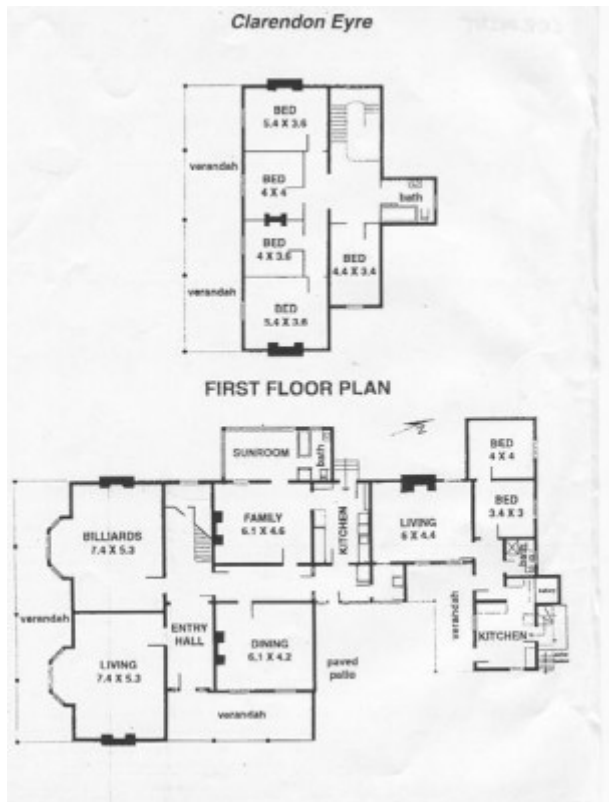 Clarendon Eyre
BED
5.4 X 3.6
verandah
BED
4 X 4
bath
BED
4 X 3.6
BED
4.4 X 3.4
verandah
BED
5.4 X 3.6
FIRST FLOOR PLAN
SUNROOM
bath
BED
4 X 4
FAMILY
6.1 X 4.6
KITCHEN
LIVING
6 X 4.4
BED
3.4 X 3
BILLIARDS
7.4 X 5.3
bath
verandah
ENTRY
HALL
DINING
6.1 X 4.2
verandah
KITCHEN
LIVING
7.4 X 5.3
paved
patio
verandah